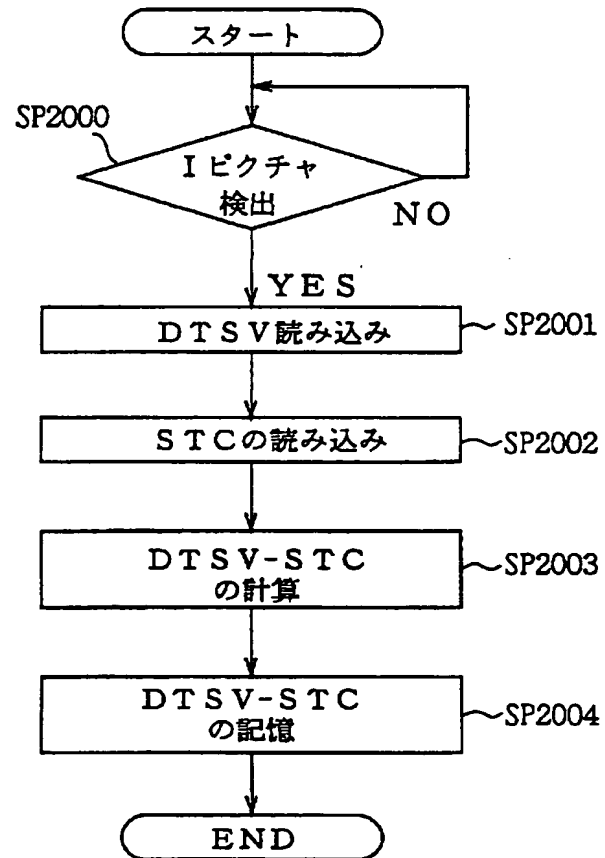 スタート
SP2000
Iピクチャ
検出
NO
YES
DTSV読み込み
SP2001
STCの読み込み
SP2002
DTSV-STC
の計算
SP2003
DTSV-STC
の記憶
SP2004
END